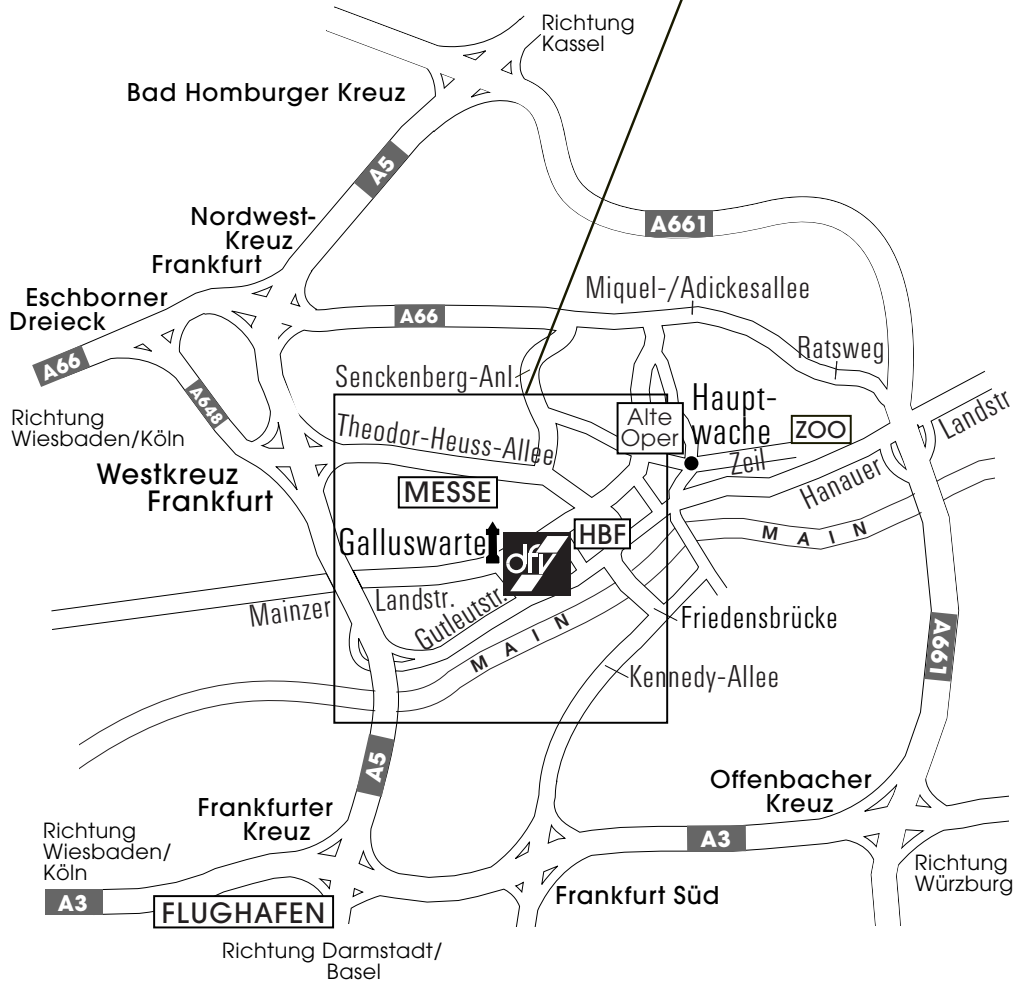 Richtung
Kassel
Bad Homburger Kreuz
A5
Nordwest-
Kreuz
Frankfurt
A661
Eschborner
Dreieck
Miquel-/Adickesallee
A66
A66
Ratsweg
Senckenberg-Anl.
A648
Richtung
Wiesbaden/Köln
Haupt-
wache
Alte
Oper
ZOO
Landstr
Theodor-Heuss-Allee
Zeil
Westkreuz
Frankfurt
MESSE
Hanauer
MAIN
Galluswarte
HBF
dfv
Mainzer
Landstr.
Gutleutstr.
MAIN
Friedensbrücke
Kennedy-Allee
A661
A5
Offenbacher
Kreuz
Frankfurter
Kreuz
Richtung
Wiesbaden/
Köln
A3
A3
Richtung
Würzburg
Frankfurt Süd
FLUGHAFEN
Richtung Darmstadt/
Basel